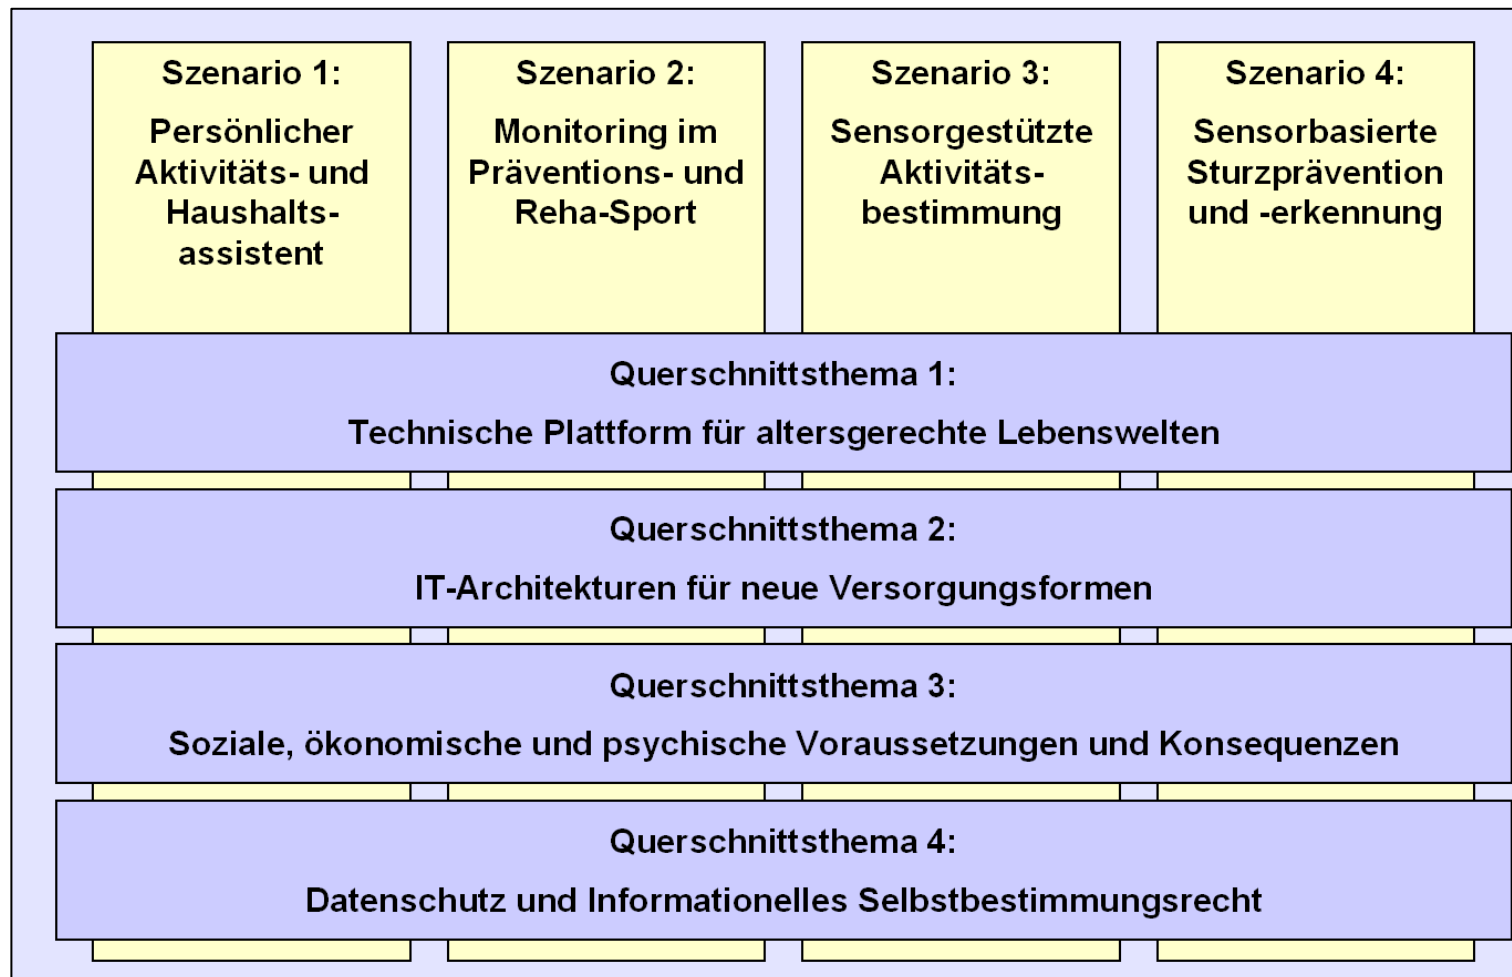 Szenario 1:
Persönlicher
Aktivitäts- und
Haushalts-
assistent
Szenario 2:
Monitoring im
Präventions- und
Reha-Sport
Szenario 3:
Sensorgestützte
Aktivitäts-
bestimmung
Szenario 4:
Sensorbasierte
Sturzprävention
und -erkennung
Querschnittsthema 1:
Technische Plattform für altersgerechte Lebenswelten
Querschnittsthema 2:
IT-Architekturen für neue Versorgungsformen
Querschnittsthema 3:
Soziale, ökonomische und psychische Voraussetzungen und Konsequenzen
Querschnittsthema 4:
Datenschutz und Informationelles Selbstbestimmungsrecht